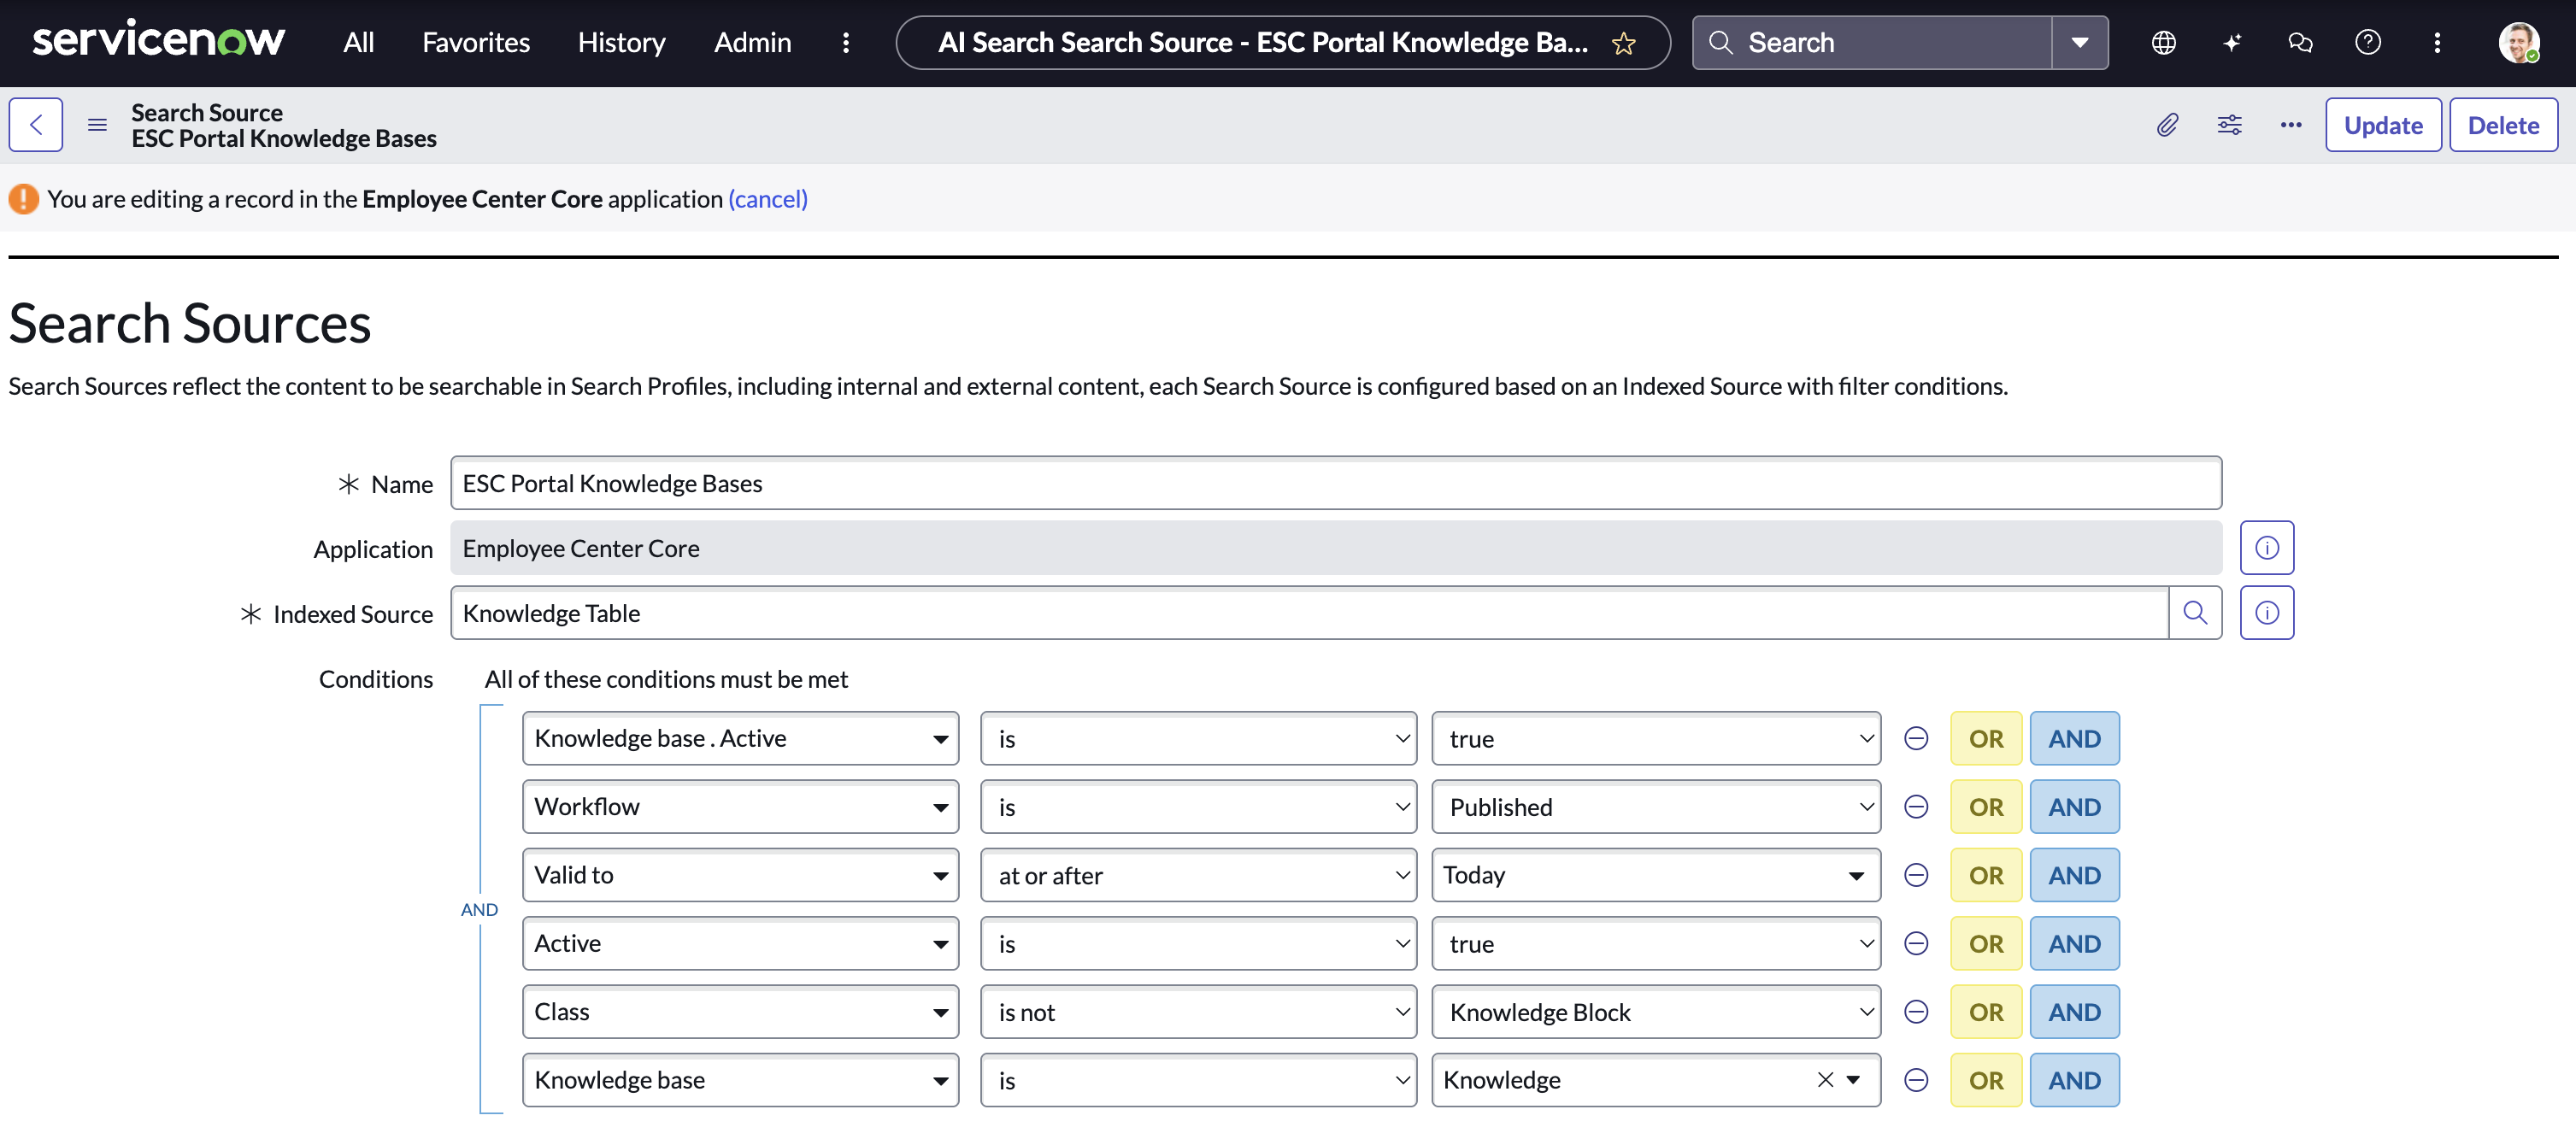 servicenow All Favorites History Admin AI Search Search Source - ESC Portal Knowledge Ba... Search
Search Source
ESC Portal Knowledge Bases
Update Delete
You are editing a record in the Employee Center Core application (cancel)
Search Sources
Search Sources reflect the content to be searchable in Search Profiles, including internal and external content, each Search Source is configured based on an Indexed Source with filter conditions.
Name ESC Portal Knowledge Bases
Application Employee Center Core
Indexed Source Knowledge Table
Conditions All of these conditions must be met
Knowledge base . Active is true OR AND
Workflow is Published OR AND
Valid to at or after Today OR AND
AND
Active is true OR AND
Class is not Knowledge Block OR AND
Knowledge base is Knowledge OR AND